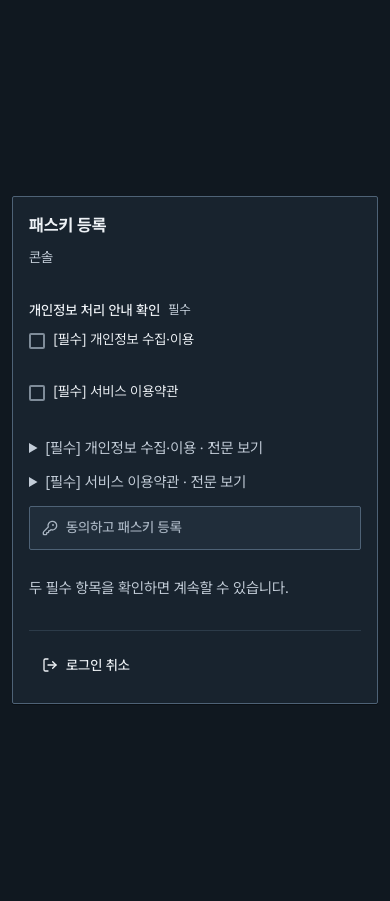 패스키 등록
콘솔
개인정보 처리 안내 확인 필수
[필수] 개인정보 수집·이용
[필수] 서비스 이용약관
[필수] 개인정보 수집·이용 · 전문 보기
[필수] 서비스 이용약관 · 전문 보기
동의하고 패스키 등록
두 필수 항목을 확인하면 계속할 수 있습니다.
로그인 취소